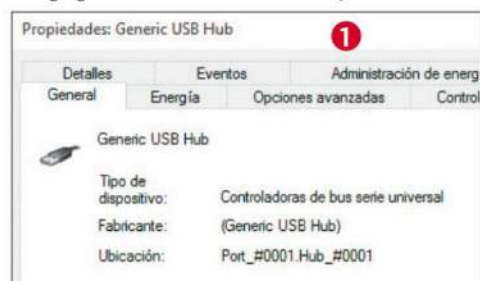 Propiedades: Generic USB Hub
1
Detalles Eventos Administración de energ
General Energía Opciones avanzadas Control
Generic USB Hub
Tipo de
dispositivo: Controladoras de bus serie universal
Fabricante: (Generic USB Hub)
Ubicación: Port_#0001.Hub_#0001